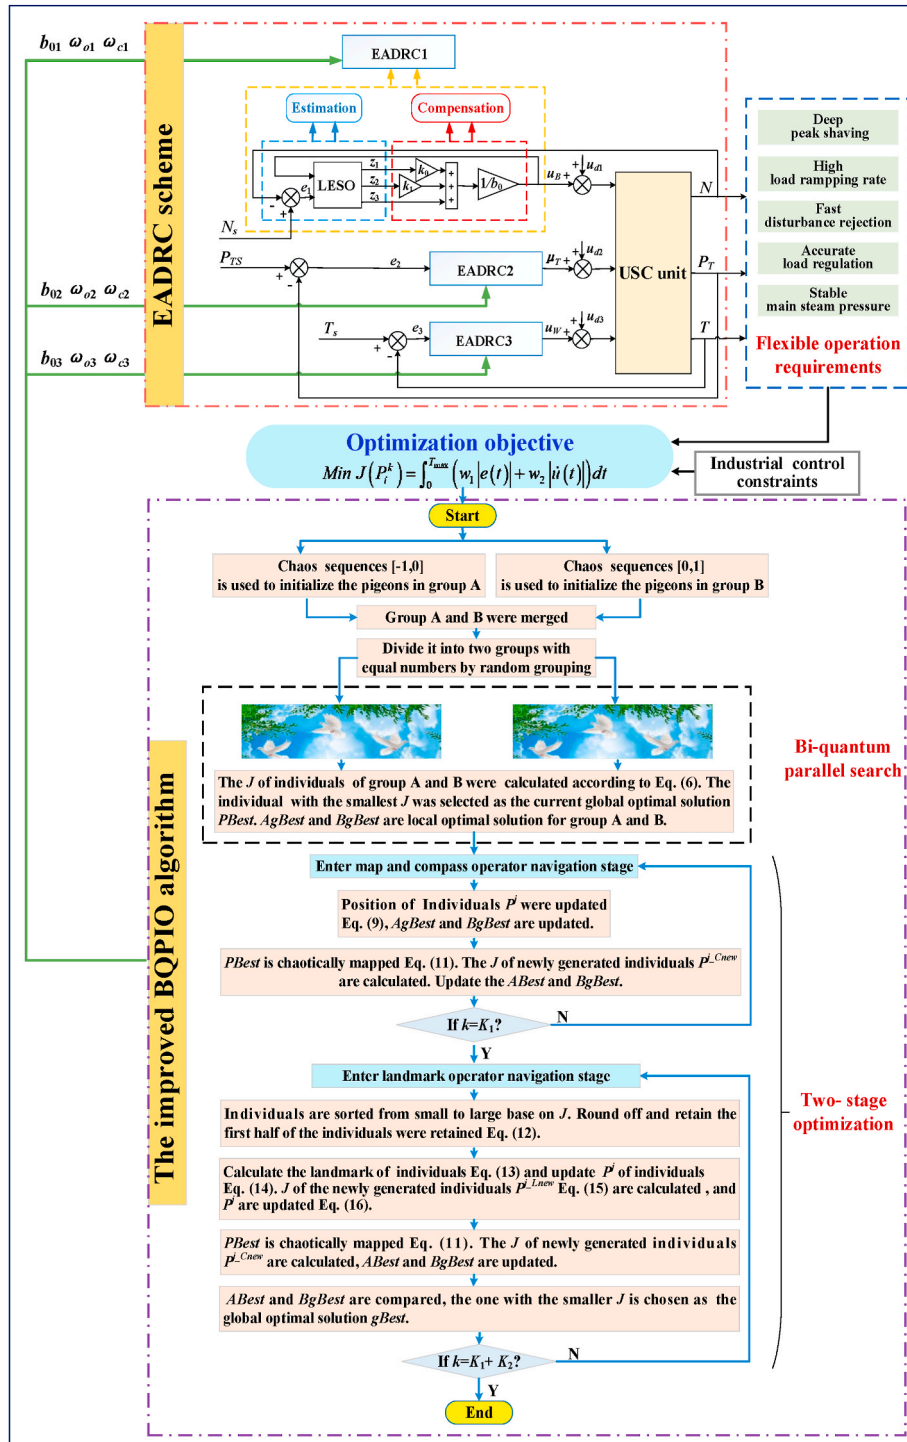 b01 ωo1 ωc1
EADRC1
Estimation
Compensation
Deep
peak shaving
High
load rampping rate
Fast
disturbance rejection
Accurate
load regulation
Stable
main steam pressure
Flexible operation
requirements
EADRC scheme
LESO
e1
z1
z2
z3
k0
k1
+
+
+
1/b0
uB +
+ ud1
-
+
Ns
N
USC unit
PTS
+
-
e2
EADRC2
μT +
+ ud2
PT
b02 ωo2 ωc2
Ts
+
-
e3
EADRC3
uW +
+ ud3
T
b03 ωo3 ωc3
Optimization objective
Min J(Pik) = ∫0Tmax (w1|e(t)| + w2|u̇(t)|)dt
Industrial control
constraints
Start
Chaos sequences [-1,0]
is used to initialize the pigeons in group A
Chaos sequences [0,1]
is used to initialize the pigeons in group B
Group A and B were merged
Divide it into two groups with
equal numbers by random grouping
Bi-quantum
parallel search
The J of individuals of group A and B were calculated according to Eq. (6). The
individual with the smallest J was selected as the current global optimal solution
PBest. AgBest and BgBest are local optimal solution for group A and B.
The improved BQPIO algorithm
Enter map and compass operator navigation stage
Position of Individuals Pj were updated
Eq. (9), AgBest and BgBest are updated.
PBest is chaotically mapped Eq. (11). The J of newly generated individuals Pj_Cnew
are calculated. Update the ABest and BgBest.
If k=K1?
N
Y
Enter landmark operator navigation stage
Two- stage
optimization
Individuals are sorted from small to large base on J. Round off and retain the
first half of the individuals were retained Eq. (12).
Calculate the landmark of individuals Eq. (13) and update Pj of individuals
Eq. (14). J of the newly generated individuals Pj_Lnew Eq. (15) are calculated , and
Pj are updated Eq. (16).
PBest is chaotically mapped Eq. (11). The J of newly generated individuals
Pj_Cnew are calculated, ABest and BgBest are updated.
ABest and BgBest are compared, the one with the smaller J is chosen as the
global optimal solution gBest.
If k=K1+ K2?
N
Y
End